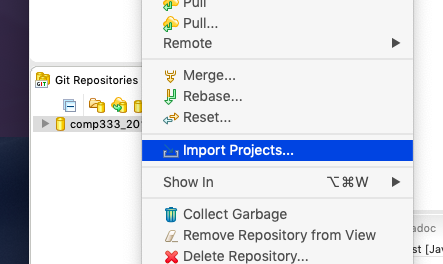 Pull
Pull...
Remote
Git Repositories
Merge...
Rebase...
Reset...
comp333_20
Import Projects...
Show In ⌥⌘W
adoc
Collect Garbage
Remove Repository from View
st [Jav
Delete Repository...